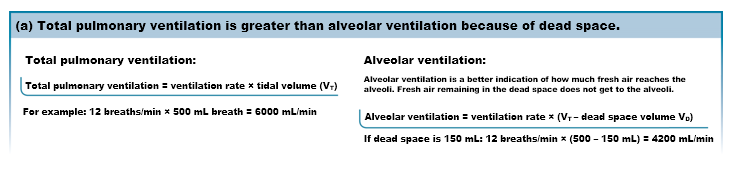 (a) Total pulmonary ventilation is greater than alveolar ventilation because of dead space.
Total pulmonary ventilation:
Total pulmonary ventilation = ventilation rate × tidal volume (VT)
For example: 12 breaths/min × 500 mL breath = 6000 mL/min
Alveolar ventilation:
Alveolar ventilation is a better indication of how much fresh air reaches the
alveoli. Fresh air remaining in the dead space does not get to the alveoli.
Alveolar ventilation = ventilation rate × (VT – dead space volume VD)
If dead space is 150 mL: 12 breaths/min × (500 – 150 mL) = 4200 mL/min